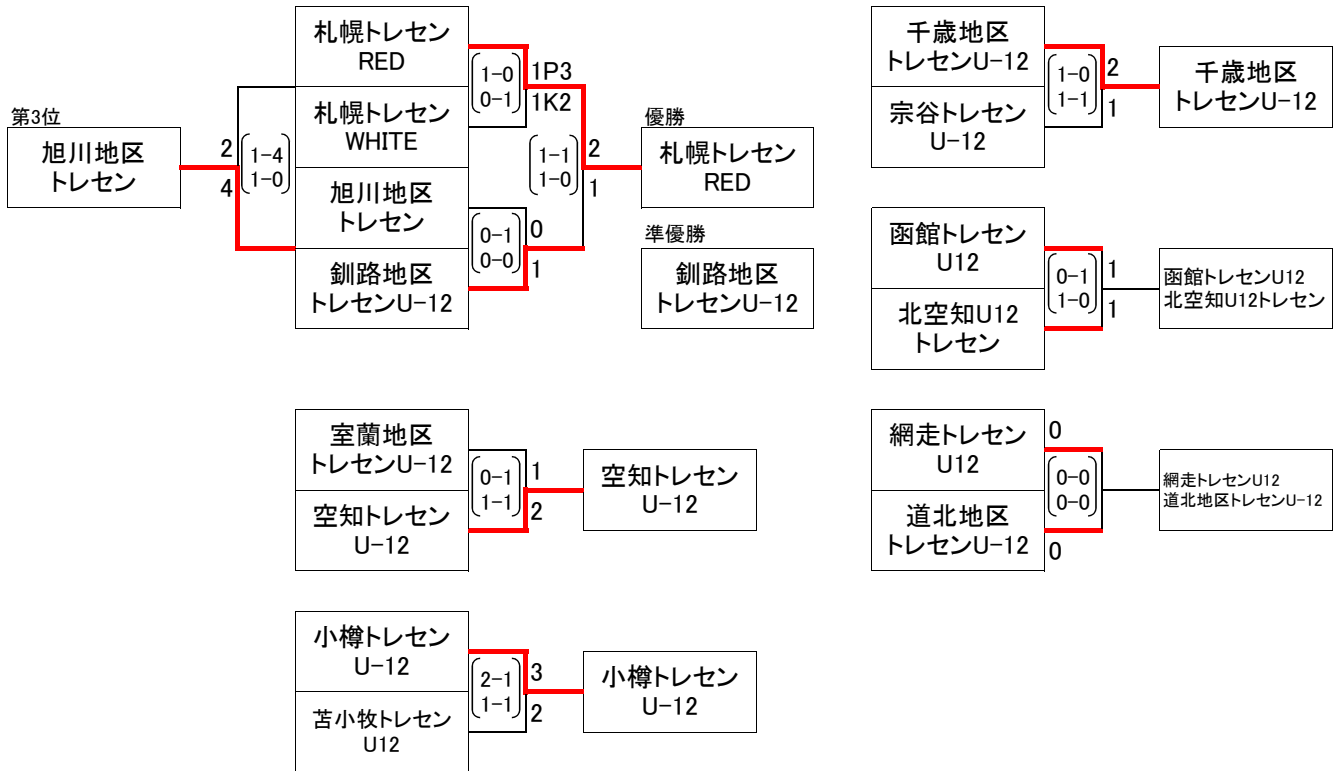 第3位
旭川地区
トレセン
2
4
1-4
1-0
札幌トレセン
RED
札幌トレセン
WHITE
旭川地区
トレセン
釧路地区
トレセンU-12
1-0
0-1
1P3
1K2
0-1
0-0
0
1
1-1
1-0
2
1
優勝
札幌トレセン
RED
準優勝
釧路地区
トレセンU-12
千歳地区
トレセンU-12
宗谷トレセン
U-12
1-0
1-1
2
1
千歳地区
トレセンU-12
函館トレセン
U12
北空知U12
トレセン
0-1
1-0
1
1
函館トレセンU12
北空知U12トレセン
室蘭地区
トレセンU-12
空知トレセン
U-12
0-1
1-1
1
2
空知トレセン
U-12
網走トレセン
U12
道北地区
トレセンU-12
0
0-0
0-0
0
網走トレセンU12
道北地区トレセンU-12
小樽トレセン
U-12
苫小牧トレセン
U12
2-1
1-1
3
2
小樽トレセン
U-12